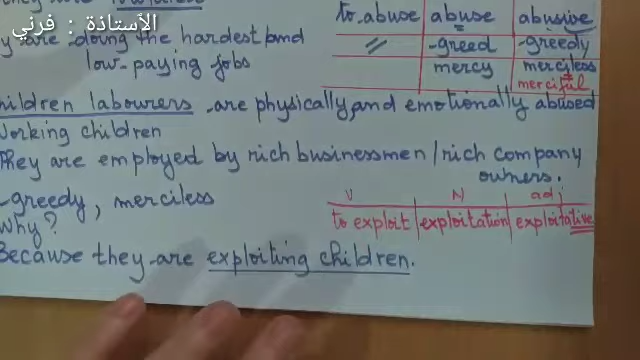 الأستاذة : فرني
to abuse | abuse | abusive
y are doing the hardest and
〃 | -greed | -greedy
low-paying jobs
mercy | merciless
merciful
hildren labourers are physically, and emotionally abused
working children
They are employed by rich businessmen / rich company
owners.
-greedy, merciless
V | N | adj
Why?
to exploit | exploitation | exploitative
Because they are exploiting children.